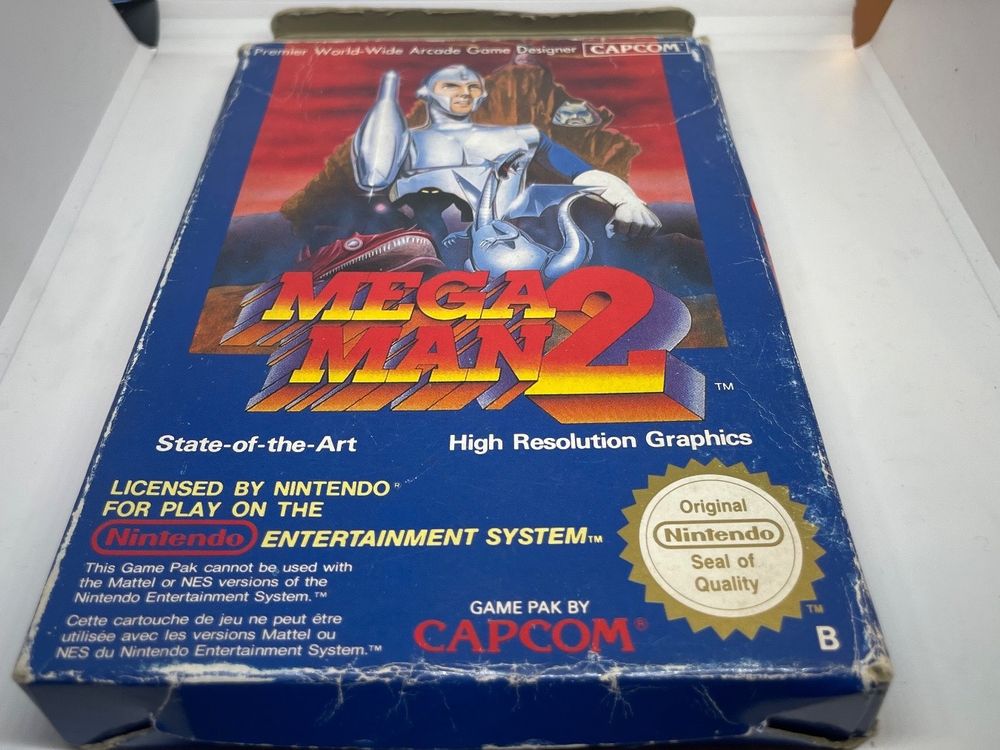 Premier World-Wide Arcade Game Designer CAPCOM
MEGA
MAN 2
TM
State-of-the-Art High Resolution Graphics
LICENSED BY NINTENDO®
FOR PLAY ON THE
Nintendo ENTERTAINMENT SYSTEM™
This Game Pak cannot be used with
the Mattel or NES versions of the
Nintendo Entertainment System.™
Cette cartouche de jeu ne peut être
utilisée avec les versions Mattel ou
NES du Nintendo Entertainment System.™
GAME PAK BY
CAPCOM®
Original
Nintendo
Seal of
Quality
TM
B